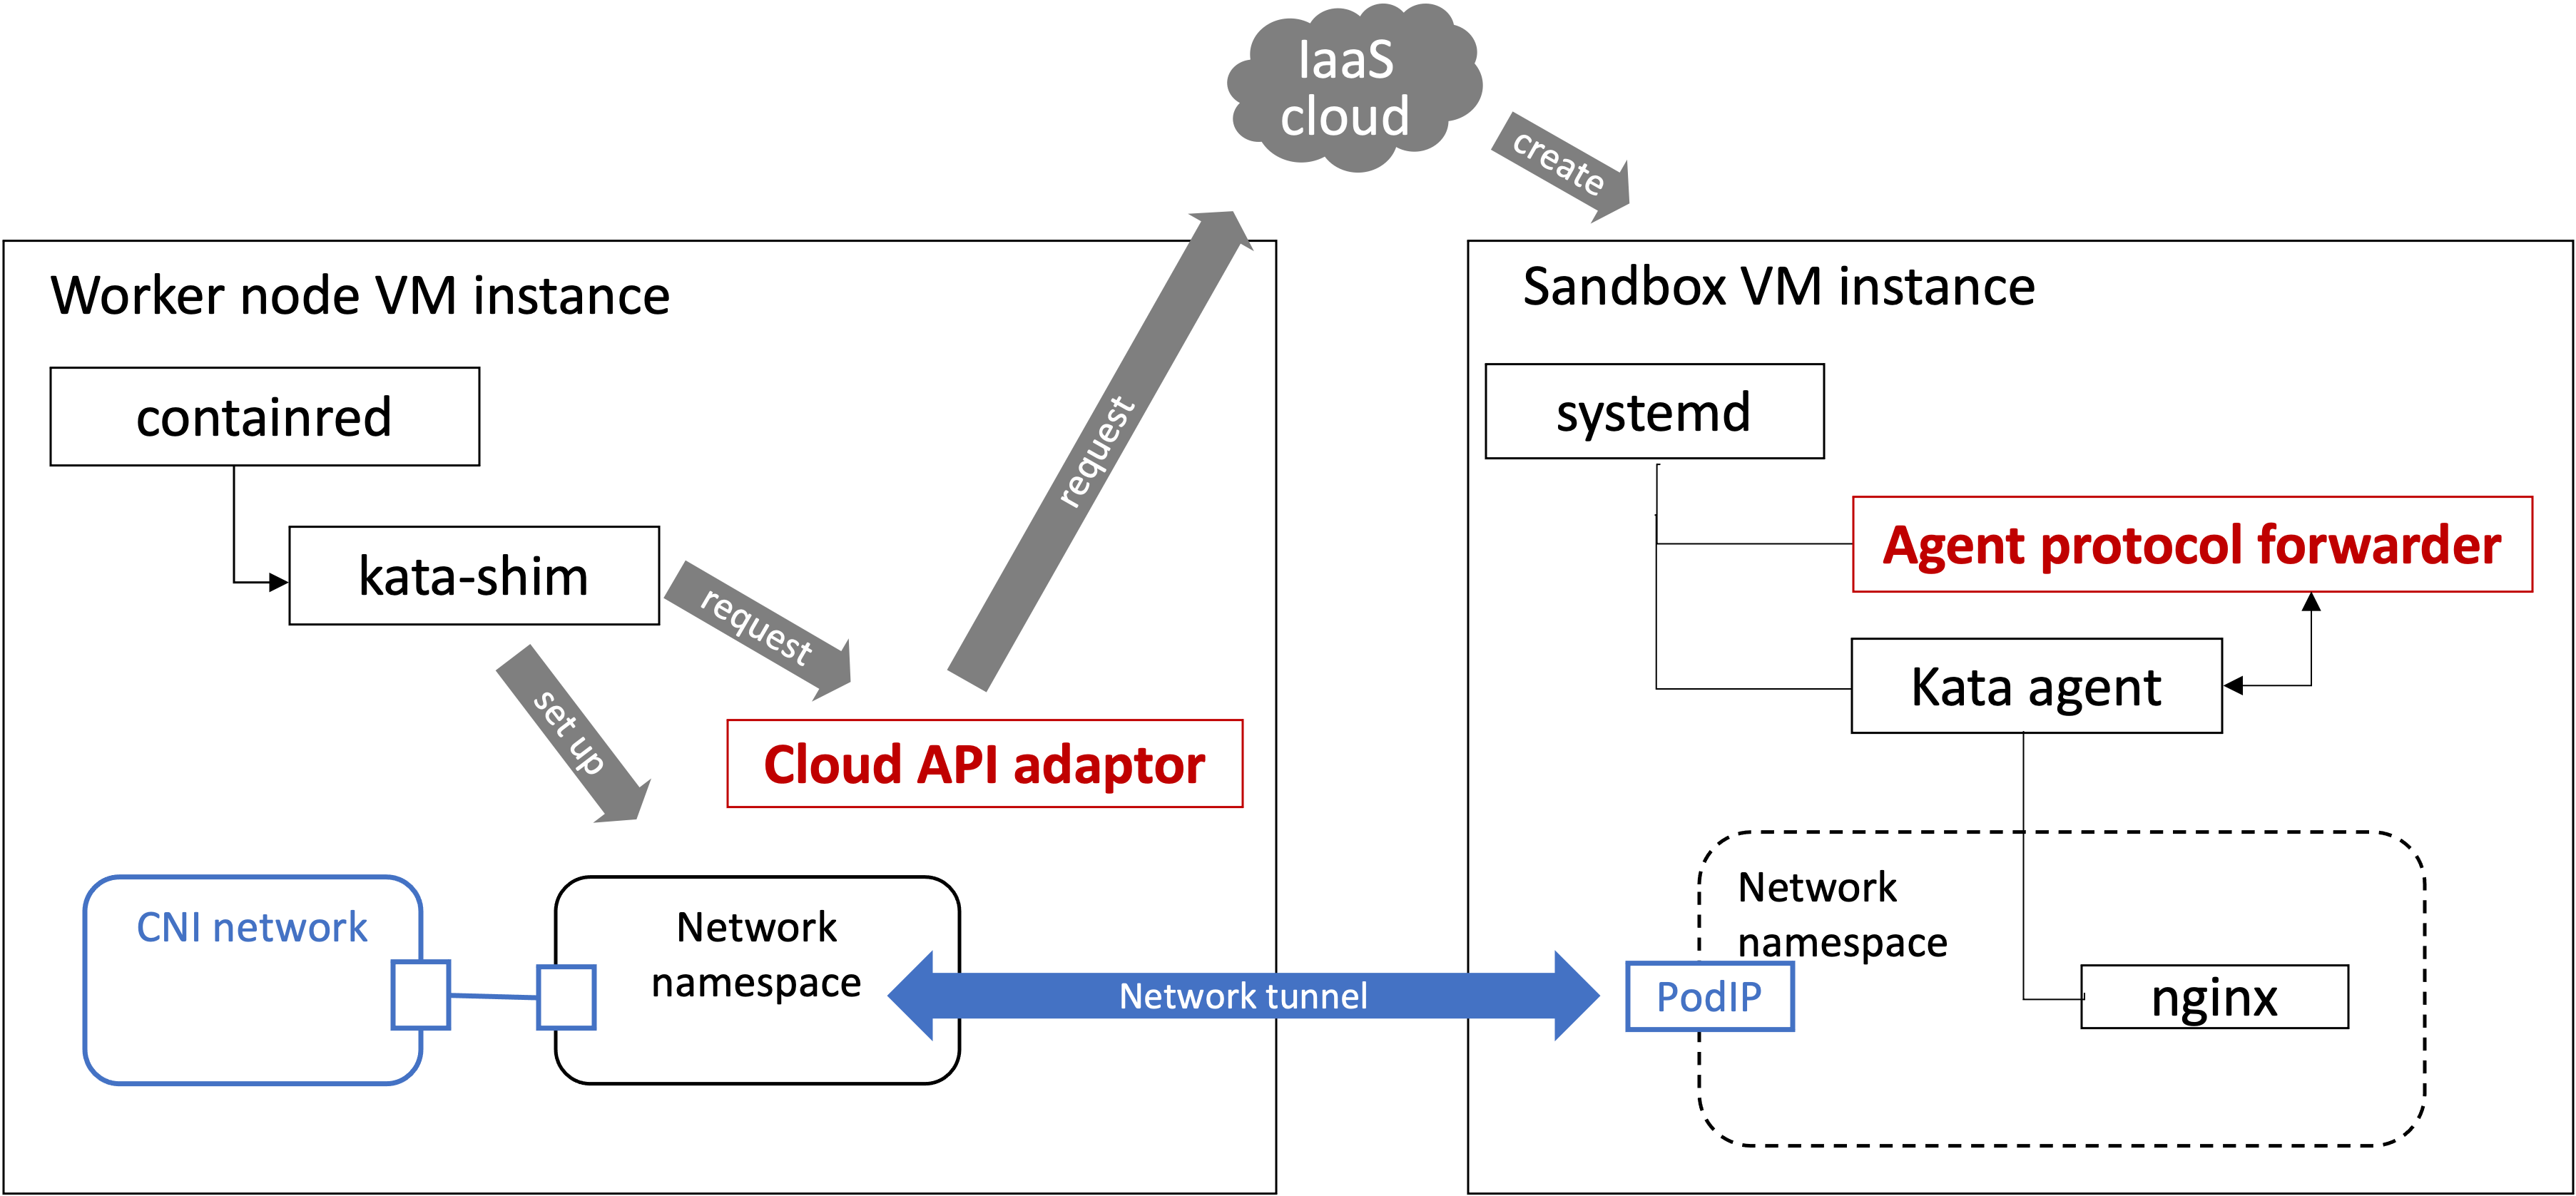 IaaS
cloud
create
Worker node VM instance
containred
kata-shim
request
request
set up
Cloud API adaptor
CNI network
Network
namespace
Network tunnel
Sandbox VM instance
systemd
Agent protocol forwarder
Kata agent
Network
namespace
PodIP
nginx